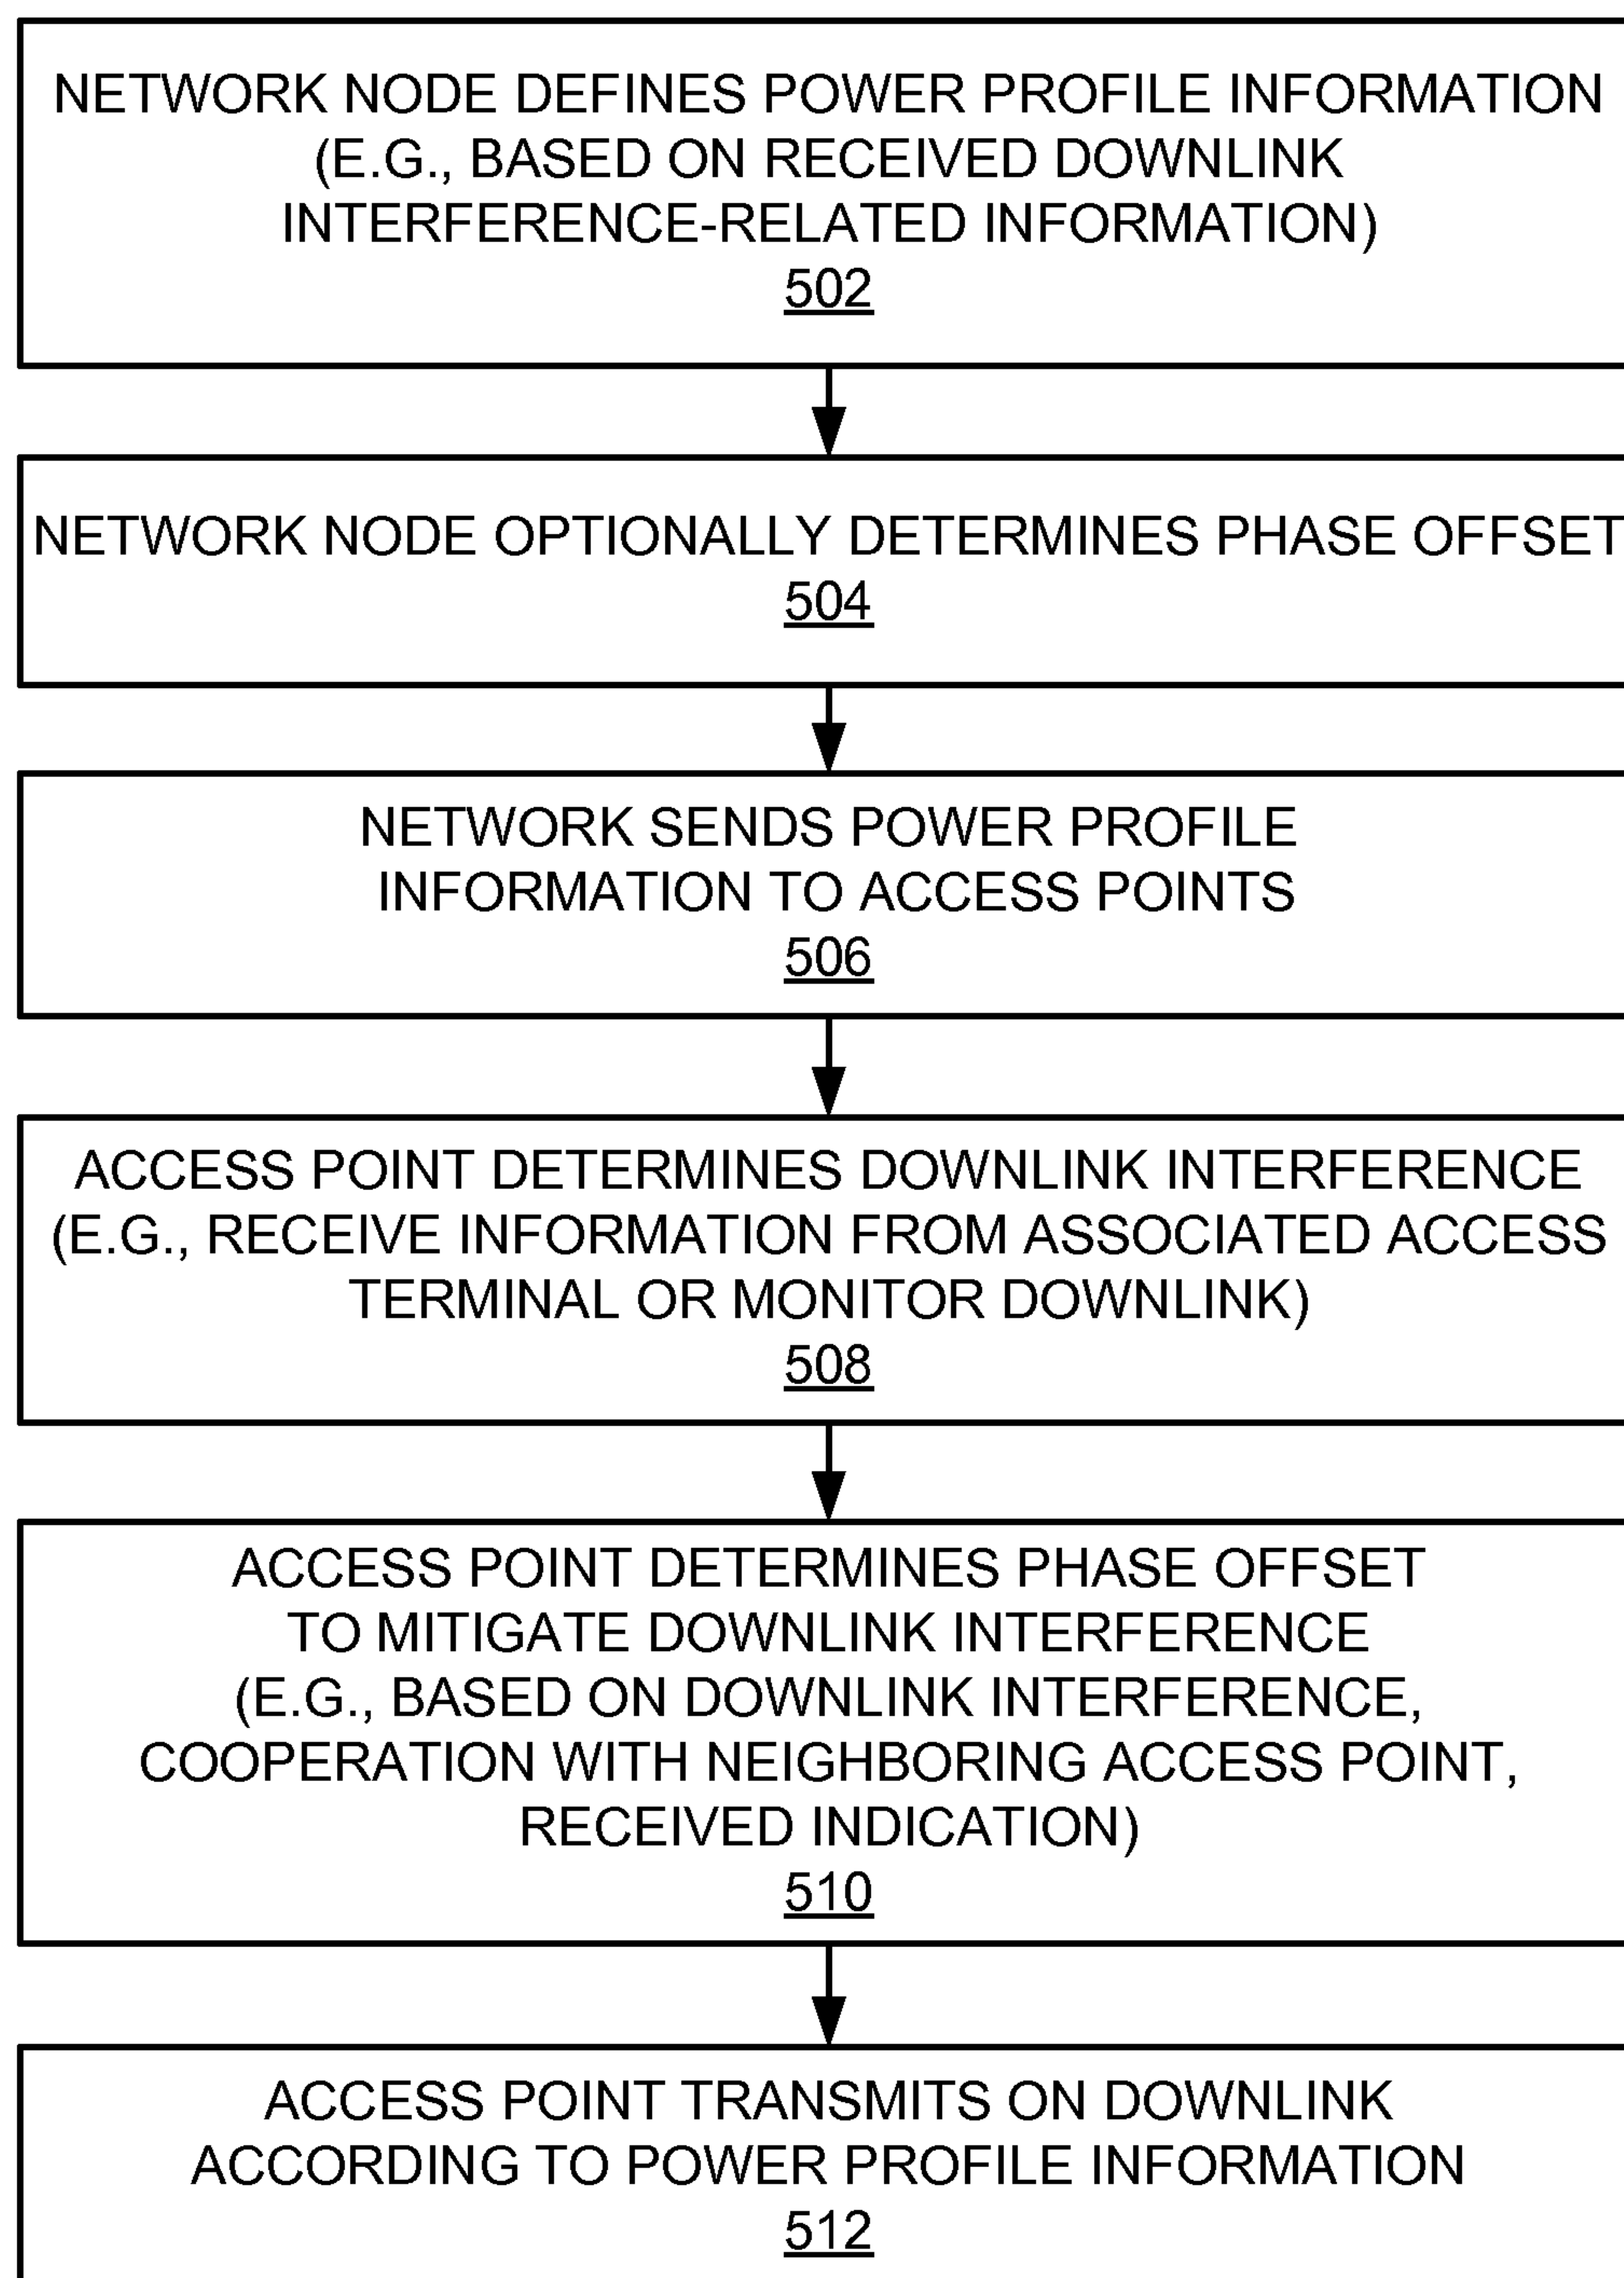 NETWORK NODE DEFINES POWER PROFILE INFORMATION
(E.G., BASED ON RECEIVED DOWNLINK
INTERFERENCE-RELATED INFORMATION)
502
NETWORK NODE OPTIONALLY DETERMINES PHASE OFFSET
504
NETWORK SENDS POWER PROFILE
INFORMATION TO ACCESS POINTS
506
ACCESS POINT DETERMINES DOWNLINK INTERFERENCE
(E.G., RECEIVE INFORMATION FROM ASSOCIATED ACCESS
TERMINAL OR MONITOR DOWNLINK)
508
ACCESS POINT DETERMINES PHASE OFFSET
TO MITIGATE DOWNLINK INTERFERENCE
(E.G., BASED ON DOWNLINK INTERFERENCE,
COOPERATION WITH NEIGHBORING ACCESS POINT,
RECEIVED INDICATION)
510
ACCESS POINT TRANSMITS ON DOWNLINK
ACCORDING TO POWER PROFILE INFORMATION
512